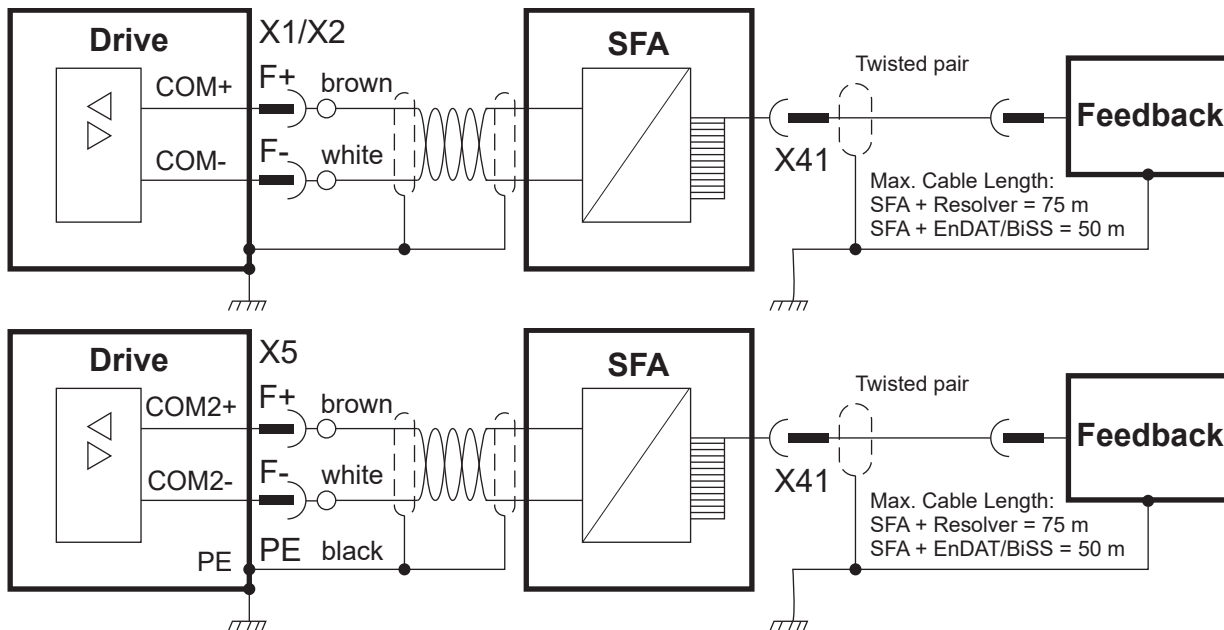 Drive
X1/X2
SFA
COM+
F+
brown
Twisted pair
Feedback
COM-
F-
white
X41
Max. Cable Length:
SFA + Resolver = 75 m
SFA + EnDAT/BiSS = 50 m
Drive
X5
SFA
COM2+
F+
brown
Twisted pair
Feedback
COM2-
F-
white
X41
Max. Cable Length:
SFA + Resolver = 75 m
SFA + EnDAT/BiSS = 50 m
PE
PE
black